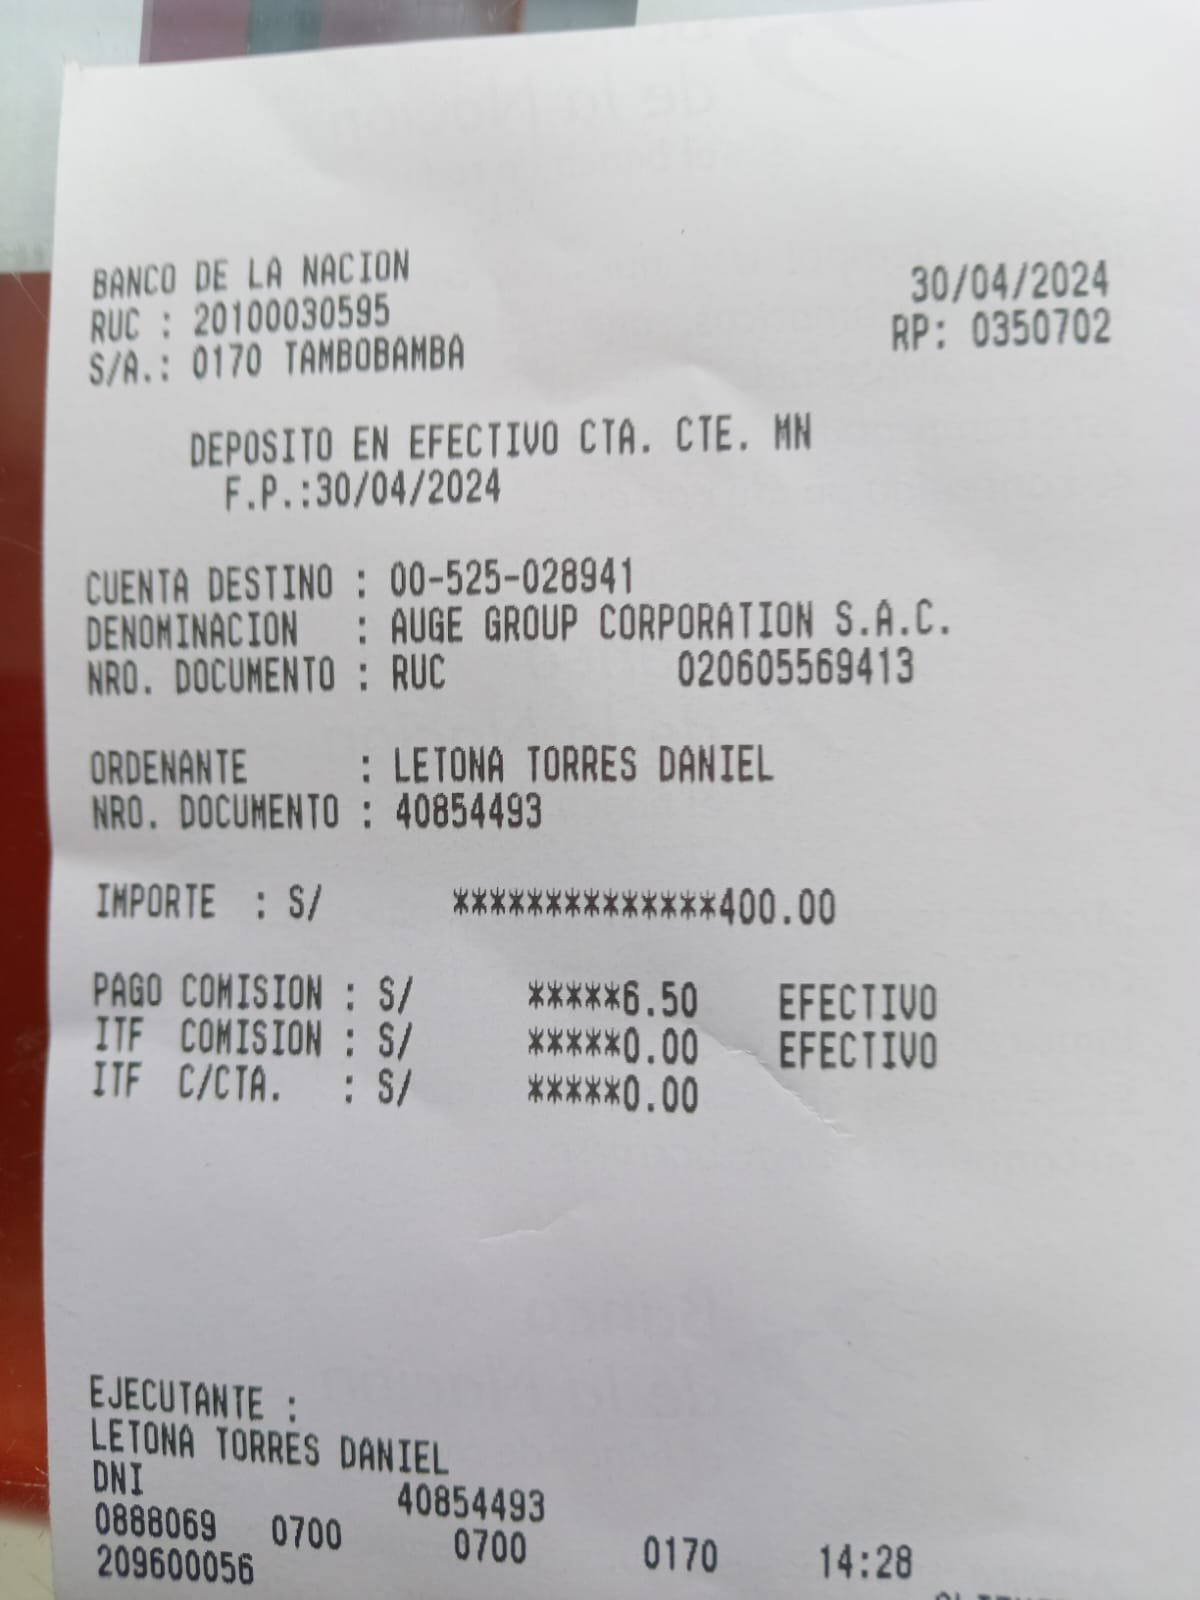 BANCO DE LA NACION 30/04/2024
RUC : 20100030595 RP: 0350702
S/A.: 0170 TAMBOBAMBA
DEPOSITO EN EFECTIVO CTA. CTE. MN
F.P.:30/04/2024
CUENTA DESTINO : 00-525-028941
DENOMINACION : AUGE GROUP CORPORATION S.A.C.
NRO. DOCUMENTO : RUC 020605569413
ORDENANTE : LETONA TORRES DANIEL
NRO. DOCUMENTO : 40854493
IMPORTE : S/ **************400.00
PAGO COMISION : S/ *****6.50 EFECTIVO
ITF COMISION : S/ *****0.00 EFECTIVO
ITF C/CTA. : S/ *****0.00
EJECUTANTE :
LETONA TORRES DANIEL
DNI 40854493
0888069 0700 0700 0170 14:28
209600056